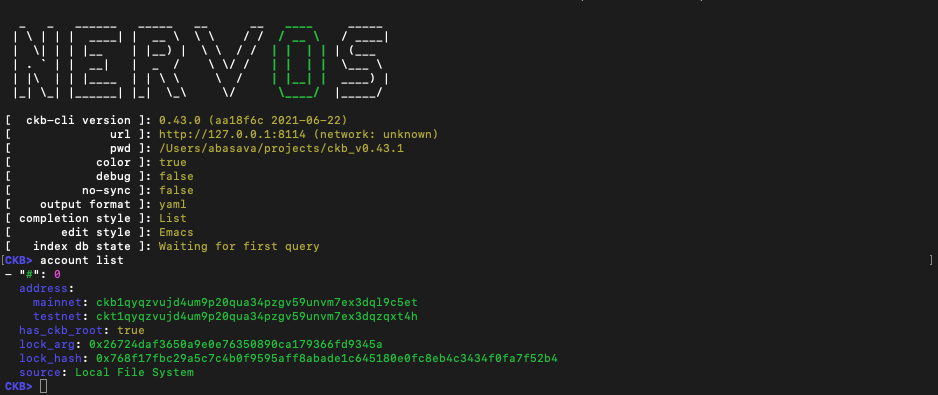 NERVOS
[  ckb-cli version ]: 0.43.0 (aa18f6c 2021-06-22)
[              url ]: http://127.0.0.1:8114 (network: unknown)
[              pwd ]: /Users/abasava/projects/ckb_v0.43.1
[            color ]: true
[            debug ]: false
[          no-sync ]: false
[    output format ]: yaml
[ completion style ]: List
[       edit style ]: Emacs
[   index db state ]: Waiting for first query
[CKB> account list ]
- "#": 0
  address:
    mainnet: ckb1qyqzvujd4um9p20qua34pzgv59unvm7ex3dql9c5et
    testnet: ckt1qyqzvujd4um9p20qua34pzgv59unvm7ex3dqzqxt4h
  has_ckb_root: true
  lock_arg: 0x26724daf3650a9e0e76350890ca179366fd9345a
  lock_hash: 0x768f17fbc29a5c7c4b0f9595aff8abade1c645180e0fc8eb4c3434f0fa7f52b4
  source: Local File System
CKB>